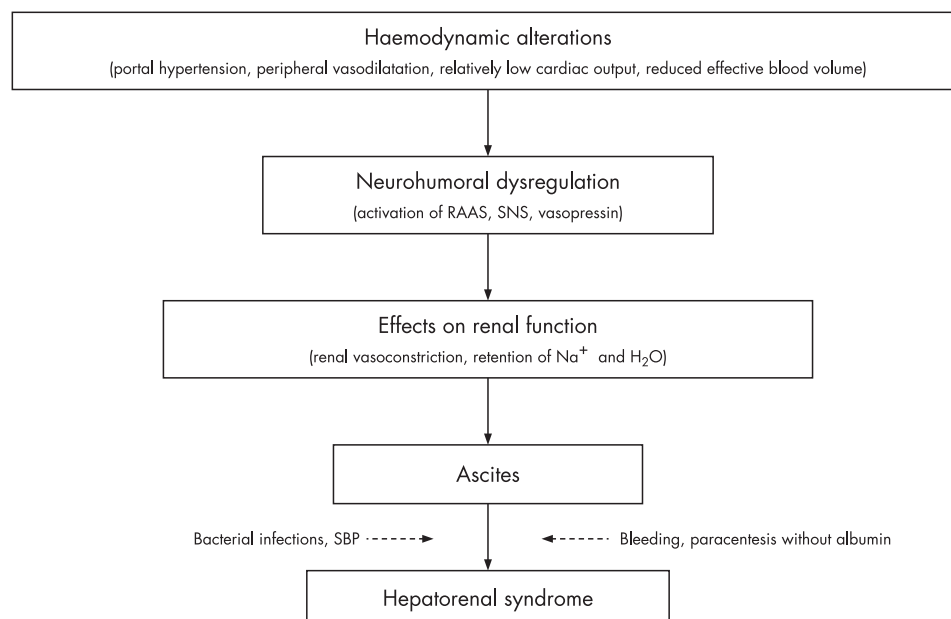 Haemodynamic alterations
(portal hypertension, peripheral vasodilatation, relatively low cardiac output, reduced effective blood volume)
Neurohumoral dysregulation
(activation of RAAS, SNS, vasopressin)
Effects on renal function
(renal vasoconstriction, retention of Na⁺ and H₂O)
Ascites
Bacterial infections, SBP
Bleeding, paracentesis without albumin
Hepatorenal syndrome